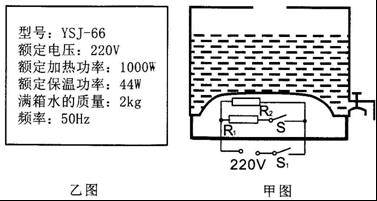 型号：YSJ-66
额定电压：220V
额定加热功率：1000W
额定保温功率：44W
满箱水的质量：2kg
频率：50Hz
乙图
R₂
R₁
S
220V
S₁
甲图